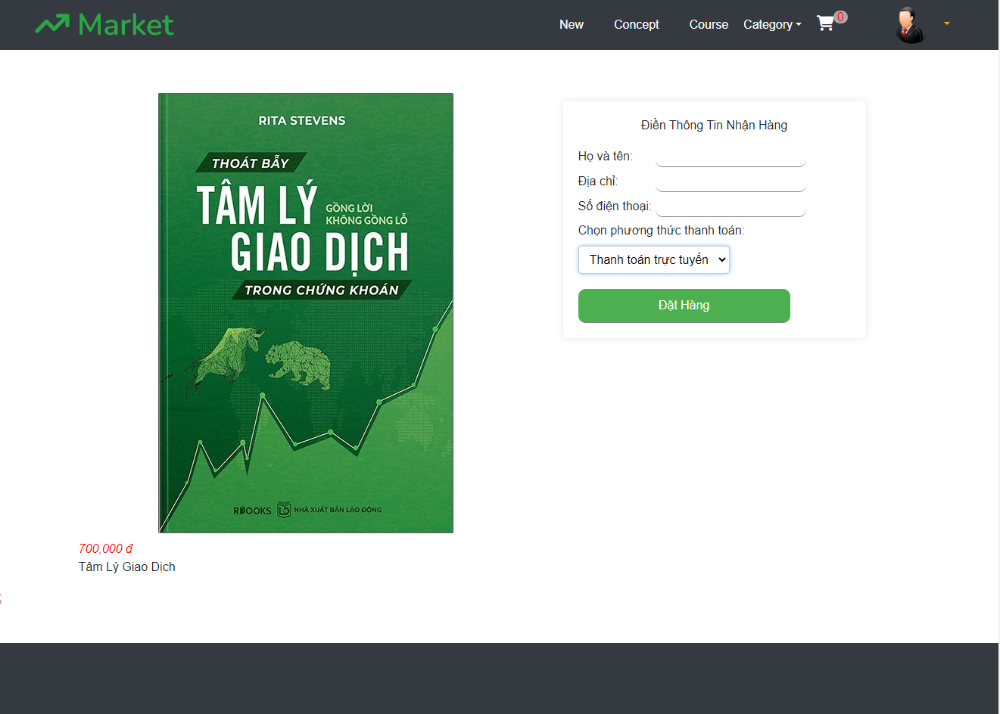 Market
New
Concept
Course
Category
0
RITA STEVENS
THOÁT BẪY
TÂM LÝ
GỒNG LỜI
KHÔNG GỒNG LỖ
GIAO DỊCH
TRONG CHỨNG KHOÁN
RBOOKS
NHÀ XUẤT BẢN LAO ĐỘNG
700,000 đ
Tâm Lý Giao Dịch
Điền Thông Tin Nhận Hàng
Họ và tên:
Địa chỉ:
Số điện thoại:
Chọn phương thức thanh toán:
Thanh toán trực tuyến
Đặt Hàng
;